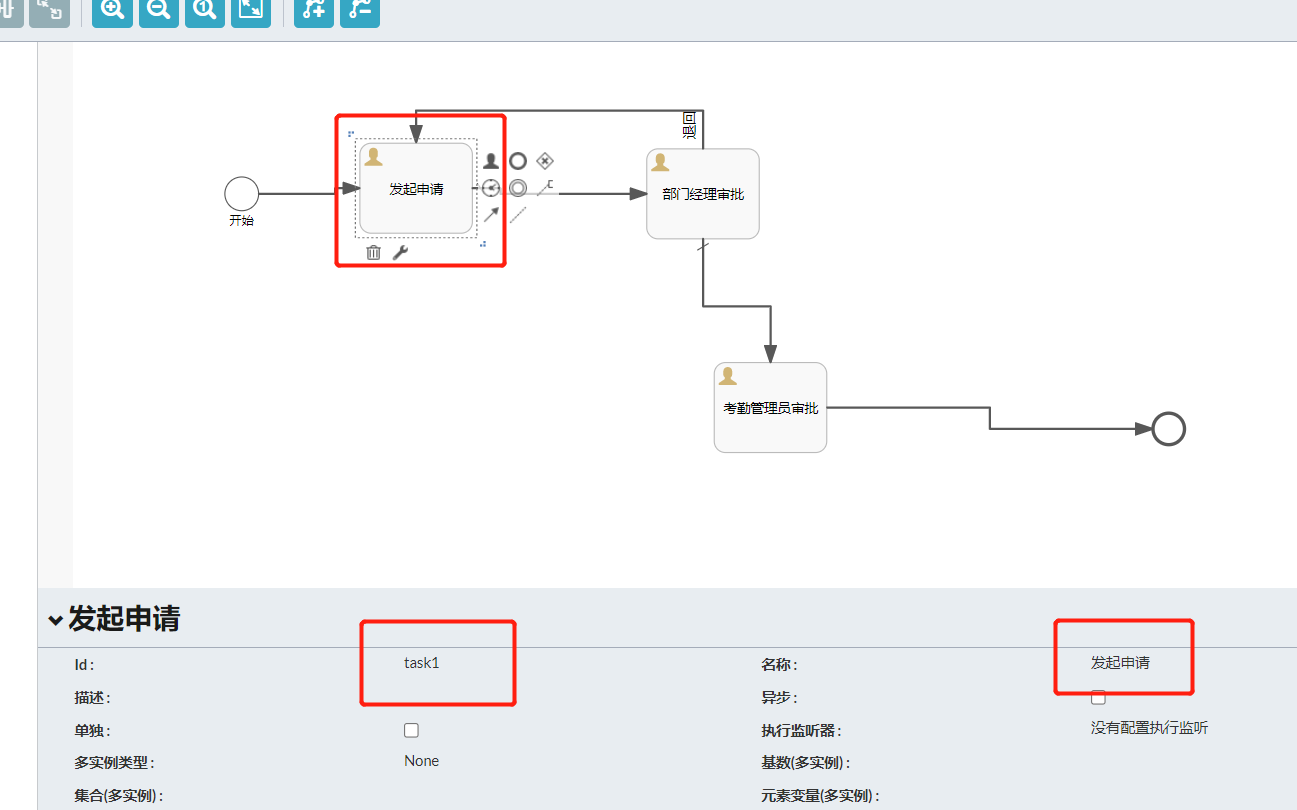 1
退回
发起申请
部门经理审批
开始
考勤管理员审批
发起申请
Id :
task1
名称 :
发起申请
描述 :
异步 :
单独 :
执行监听器 :
没有配置执行监听
多实例类型 :
None
基数(多实例) :
集合(多实例) :
元素变量(多实例) :